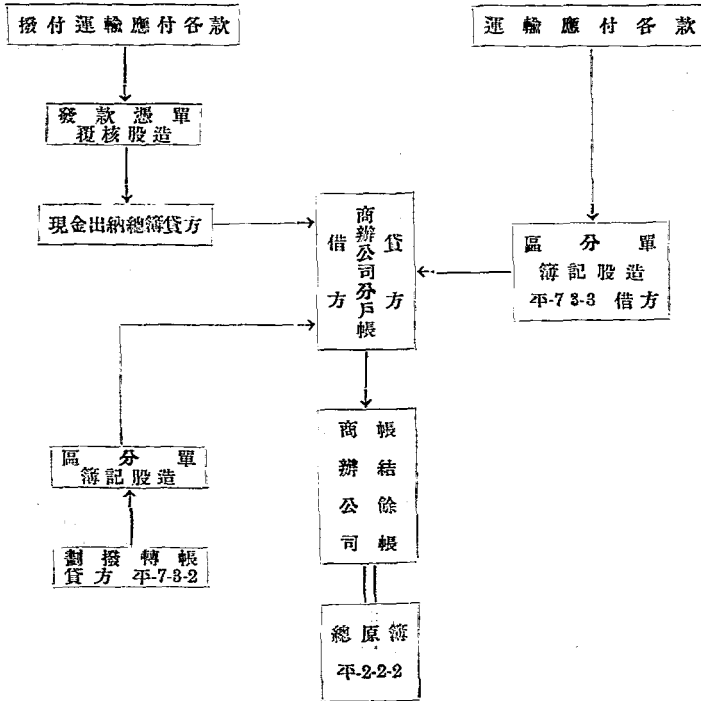 撥付運輸應付各款
運輸應付各款
發款憑單
覆核股造
現金出納總簿貸方
借方
商辦公司分戶帳
貸方
區分單
簿記股造
平-73-3 借方
區分單
簿記股造
劃撥轉帳
貸方 平-7-3-2
商辦公司
帳結餘帳
總原簿
平-2-2-2